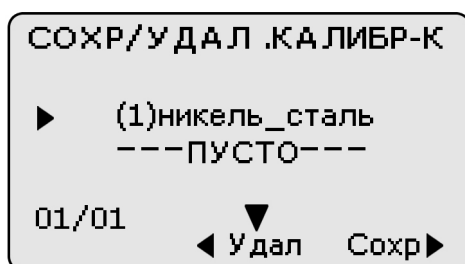 СОХР/УДАЛ .КАЛИБР-К
▶ (1)никель_сталь
---ПУСТО---
01/01 ▼
◀ Удал Сохр▶